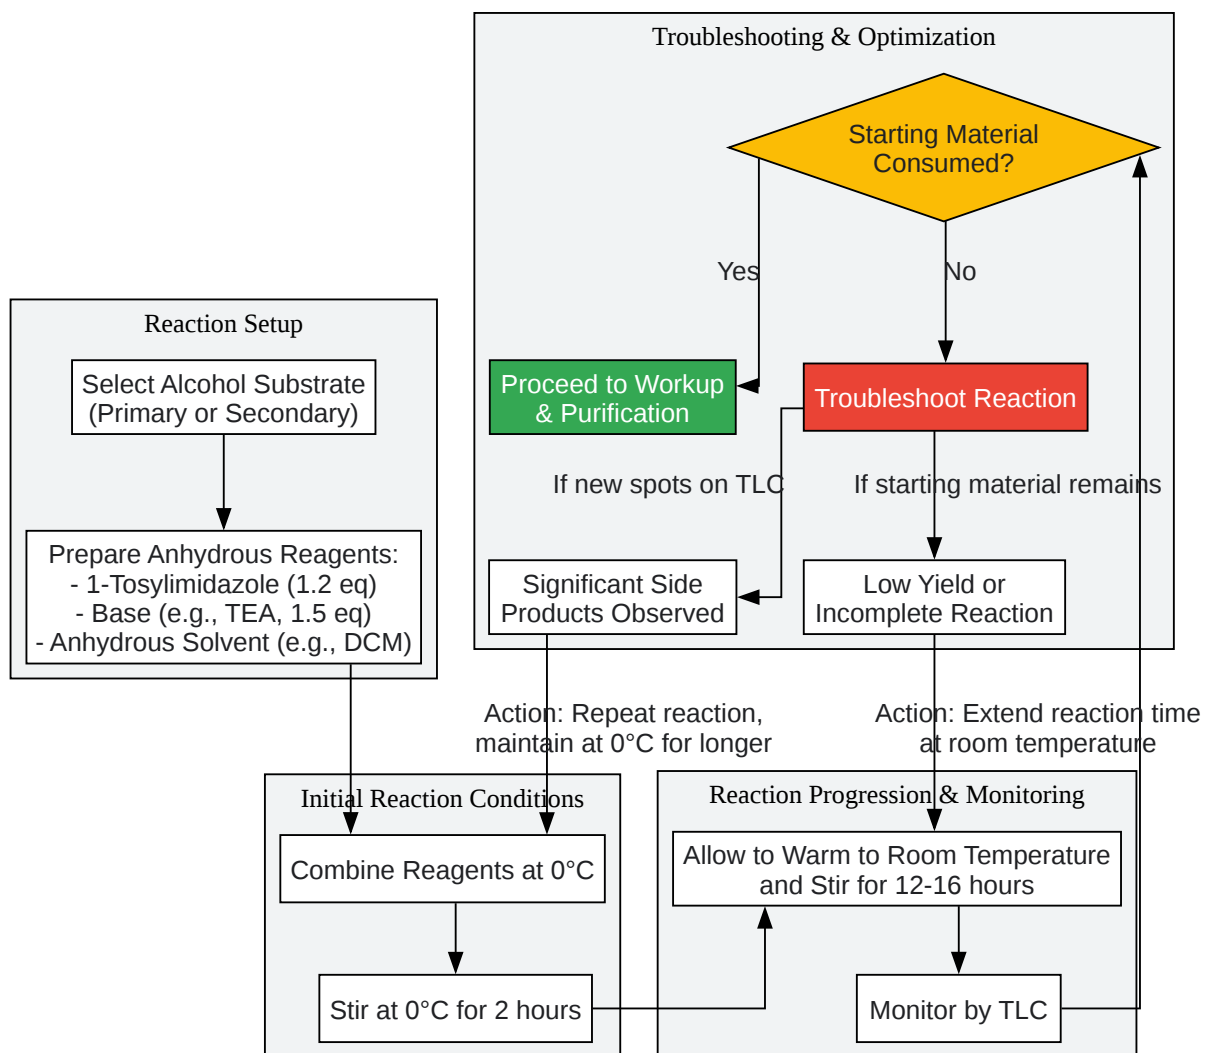 Troubleshooting & Optimization
Starting Material
Consumed?
Yes
No
Reaction Setup
Select Alcohol Substrate
(Primary or Secondary)
Proceed to Workup
& Purification
Troubleshoot Reaction
If new spots on TLC
If starting material remains
Prepare Anhydrous Reagents:
- 1-Tosylimidazole (1.2 eq)
- Base (e.g., TEA, 1.5 eq)
- Anhydrous Solvent (e.g., DCM)
Significant Side
Products Observed
Low Yield or
Incomplete Reaction
Action: Repeat reaction,
maintain at 0°C for longer
Action: Extend reaction time
at room temperature
Initial Reaction Conditions
Combine Reagents at 0°C
Stir at 0°C for 2 hours
Reaction Progression & Monitoring
Allow to Warm to Room Temperature
and Stir for 12-16 hours
Monitor by TLC